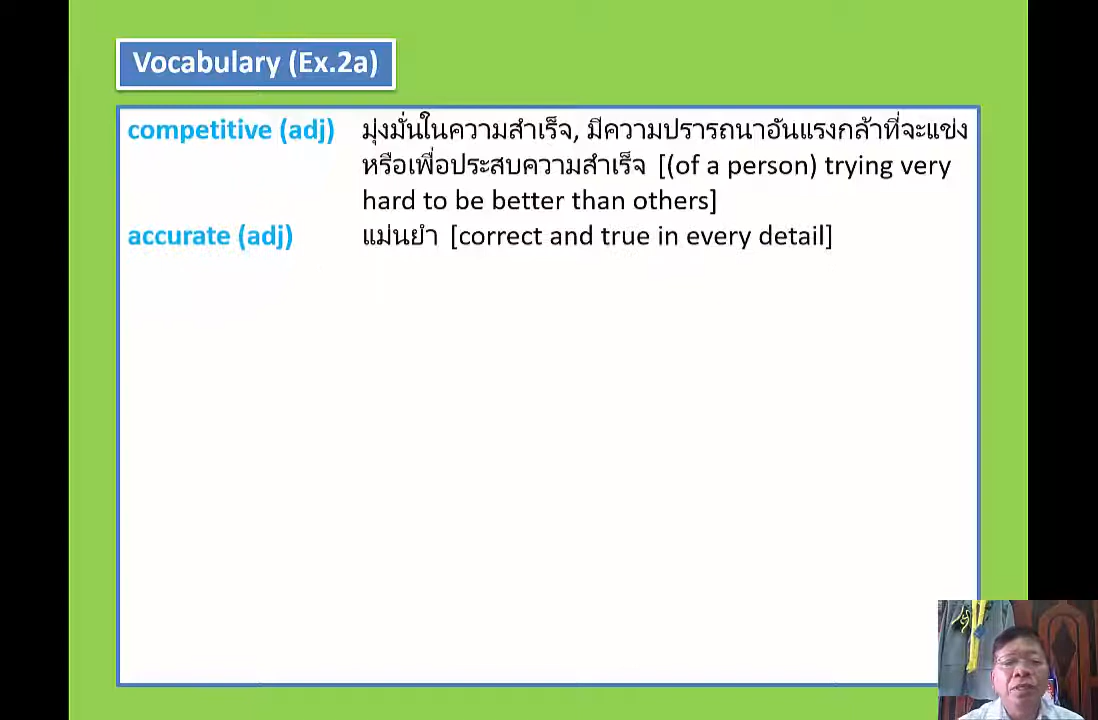 Vocabulary (Ex.2a)
competitive (adj) มุ่งมั่นในความสำเร็จ, มีความปรารถนาอันแรงกล้าที่จะแข่ง
หรือเพื่อประสบความสำเร็จ [(of a person) trying very
hard to be better than others]
accurate (adj) แม่นยำ [correct and true in every detail]